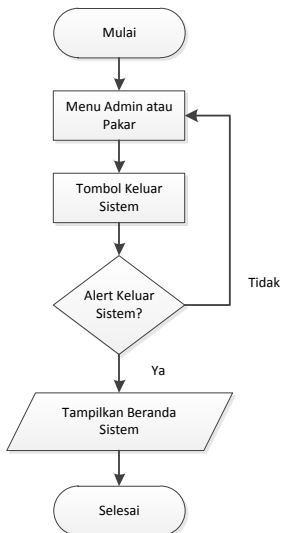 Mulai
Menu Admin atau
Pakar
Tombol Keluar
Sistem
Alert Keluar
Sistem?
Tidak
Ya
Tampilkan Beranda
Sistem
Selesai